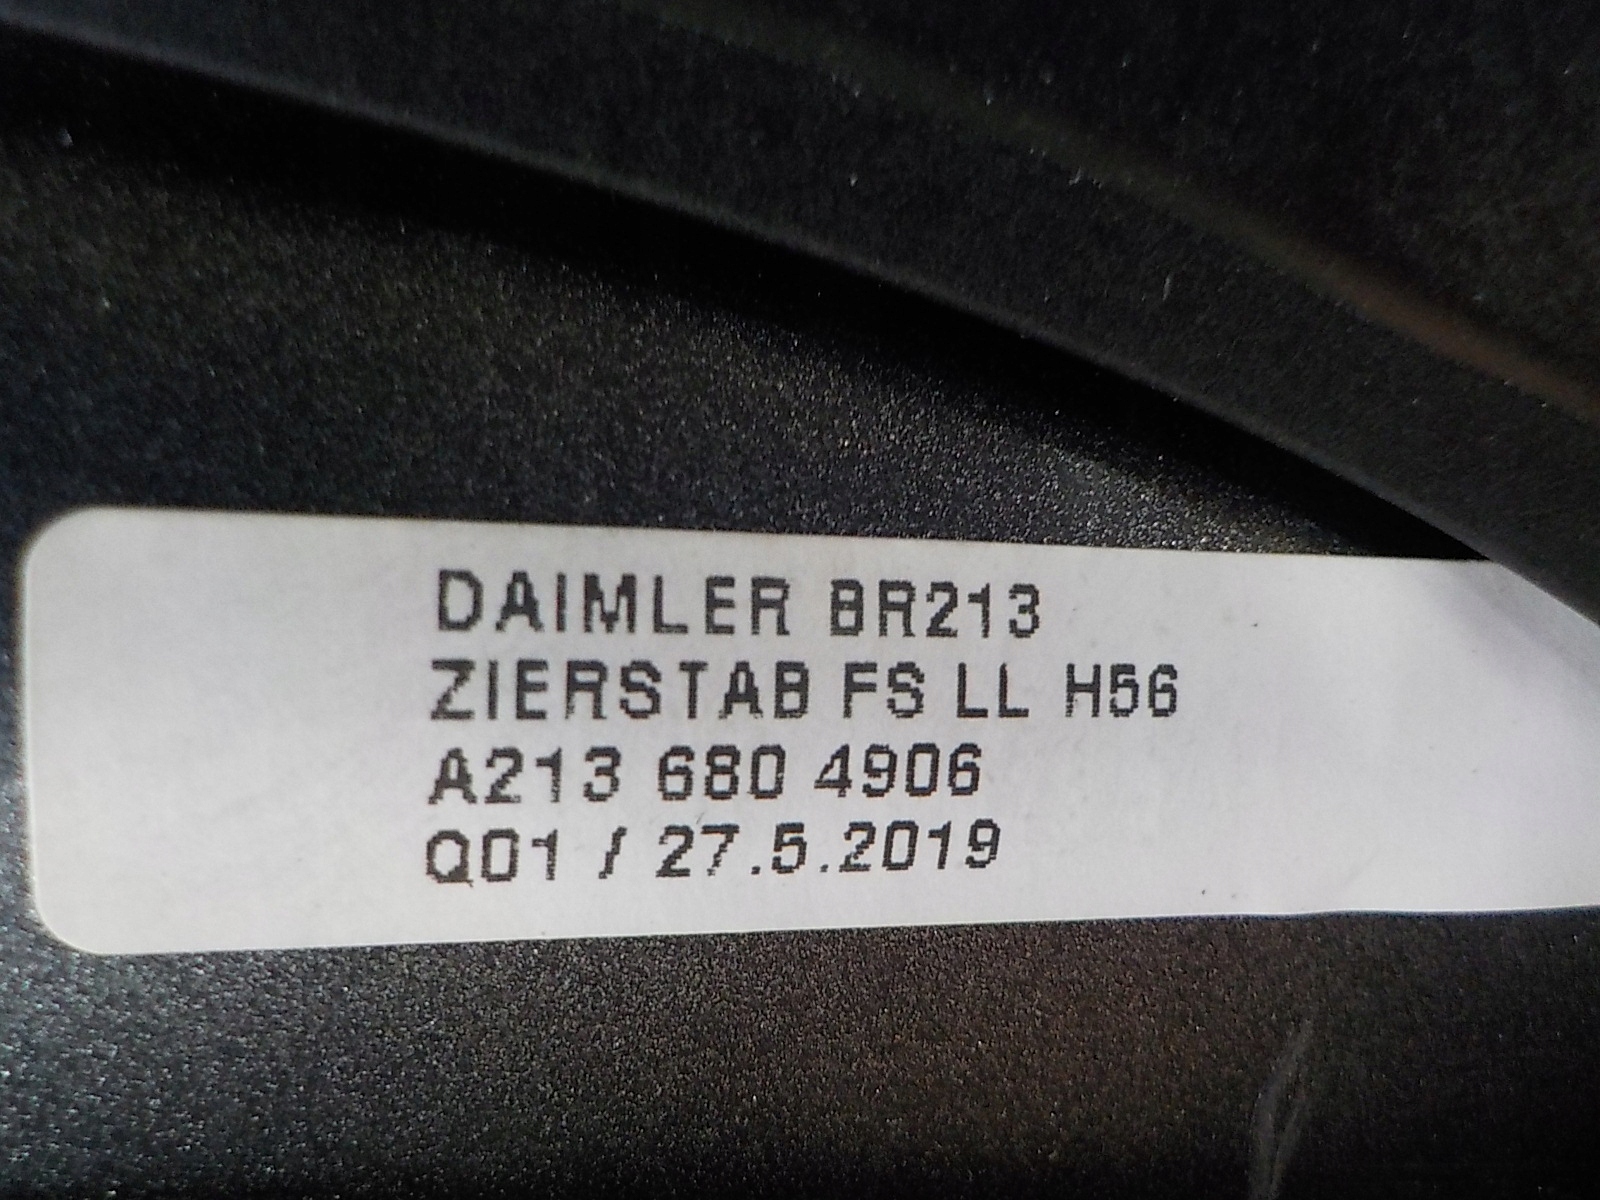 DAIMLER BR213
ZIERSTAB FS LL H56
A213 680 4906
Q01 / 27.5.2019